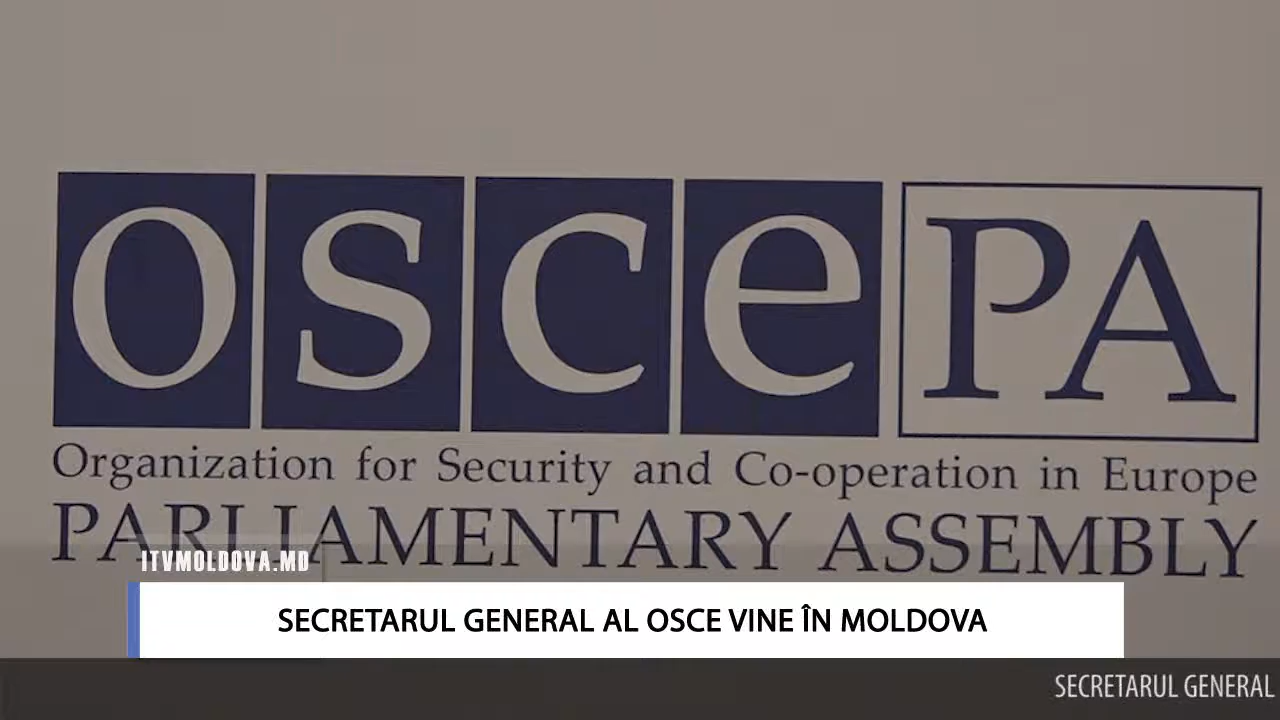 osce PA
Organization for Security and Co-operation in Europe
PARLIAMENTARY ASSEMBLY
ITVMOLDOVA.MD
SECRETARUL GENERAL AL OSCE VINE ÎN MOLDOVA
SECRETARUL GENERAL